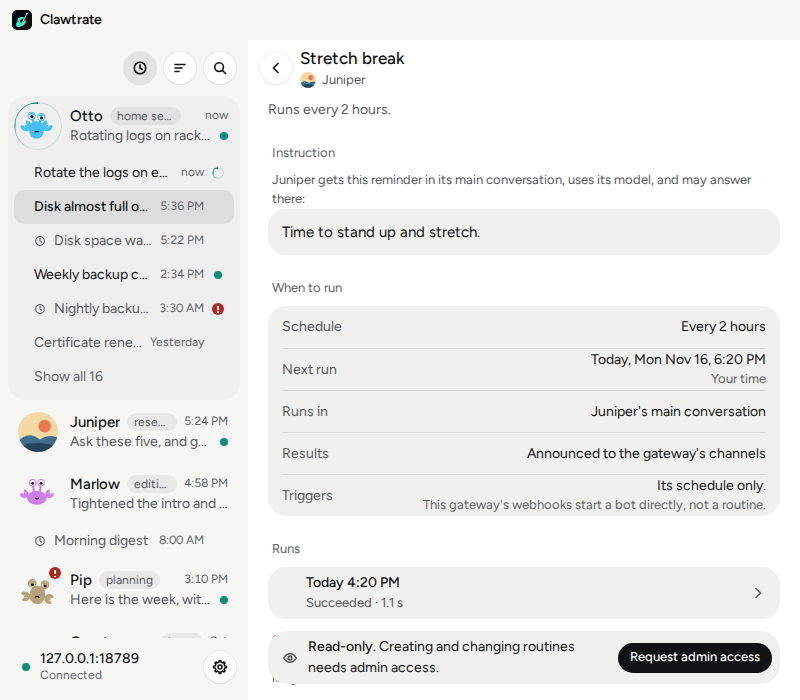 Clawtrate
Otto home se... now
Rotating logs on rack...
Rotate the logs on e... now
Disk almost full o... 5:36 PM
Disk space wa... 5:22 PM
Weekly backup c... 2:34 PM
Nightly backu... 3:30 AM
Certificate rene... Yesterday
Show all 16
Juniper rese... 5:24 PM
Ask these five, and g...
Marlow editi... 4:58 PM
Tightened the intro and ...
Morning digest 8:00 AM
Pip planning 3:10 PM
Here is the week, wit...
127.0.0.1:18789
Connected
Stretch break
Juniper
Runs every 2 hours.
Instruction
Juniper gets this reminder in its main conversation, uses its model, and may answer
there:
Time to stand up and stretch.
When to run
Schedule Every 2 hours
Next run Today, Mon Nov 16, 6:20 PM
Your time
Runs in Juniper's main conversation
Results Announced to the gateway's channels
Triggers Its schedule only.
This gateway's webhooks start a bot directly, not a routine.
Runs
Today 4:20 PM
Succeeded · 1.1 s
Read-only. Creating and changing routines
needs admin access.
Request admin access